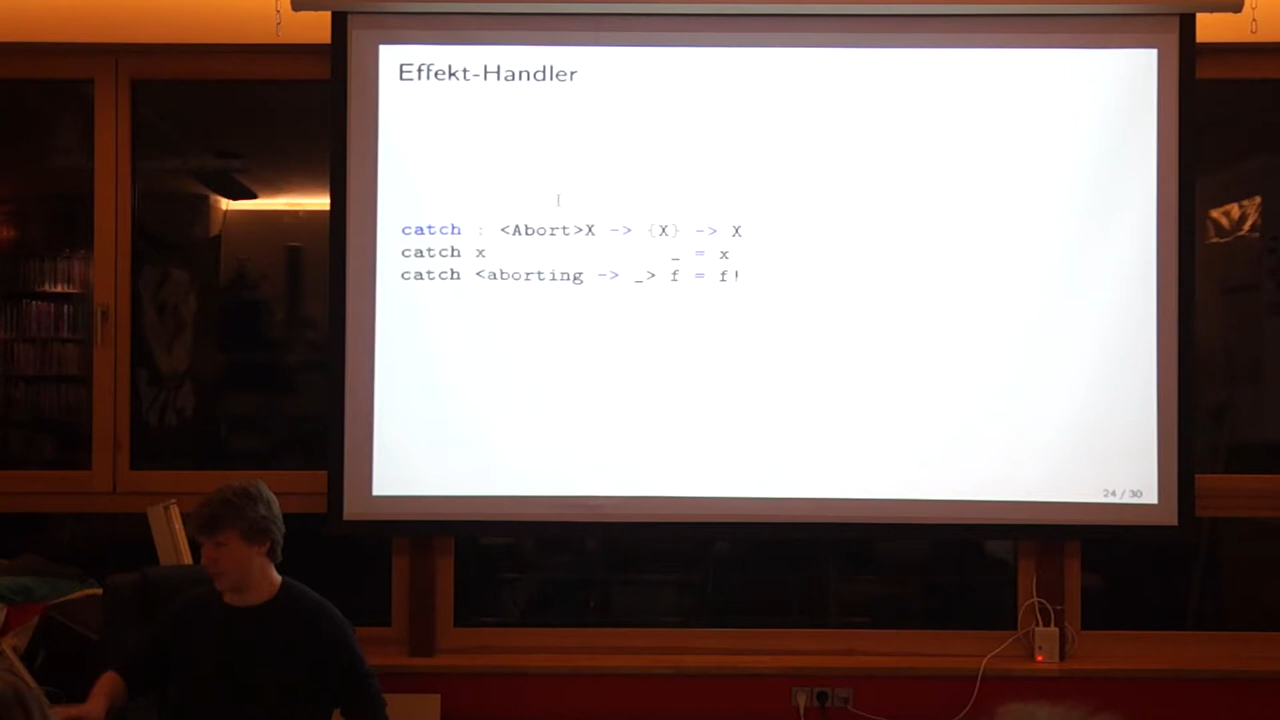 Effekt-Handler
catch : <Abort>X -> {X} -> X
catch x _ = x
catch <aborting -> _> f = f!
24 / 30